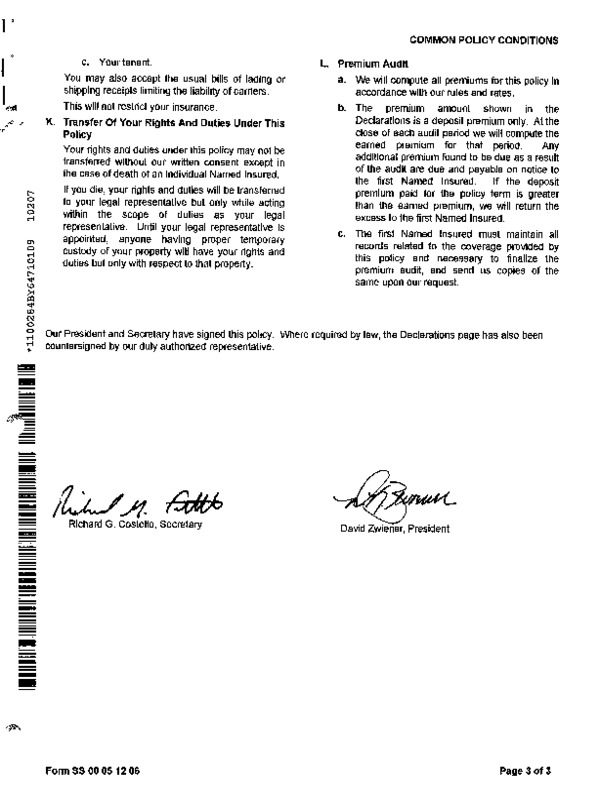 COMMON POLICY CONDITIONS
c. Your tenant.
You may also accept the usual bills of lading or
shipping receipts limiting the liability of carriers.
This will not restrict your insurance.
K. Transfer Of Your Rights And Duties Under This
Policy
Your rights and duties under this policy may not be
transferred without our written consent except in
the case of death of an Individual Named Insured.
If you die, your rights and duties will be transferred
to your legal representative but only while acting
within the scope of duties as your legal
representative. Until your legal representative is
appointed, anyone having proper temporary
custody of your property will have your rights and
duties but only with respect to that property.
L. Premium Audit
a. We will compute all premiums for this policy in
accordance with our rules and rates.
b. The premium amount shown in the
Declarations is a deposit premium only. At the
close of each audit period we will compute the
earned premium for that period. Any
additional premium found to be due as a result
of the audit are due and payable on notice to
the first Named Insured. If the deposit
premium paid for the policy term is greater
than the earned premium, we will return the
excess to the first Named Insured.
c. The first Named Insured must maintain all
records related to the coverage provided by
this policy and necessary to finalize the
premium audit, and send us copies of the
same upon our request.
Our President and Secretary have signed this policy. Where required by law, the Declarations page has also been
countersigned by our duly authorized representative.
Richard G. Costello, Secretary
David Zwiener, President
*1100284BY64710109 10207
Form SS 00 05 12 06
Page 3 of 3